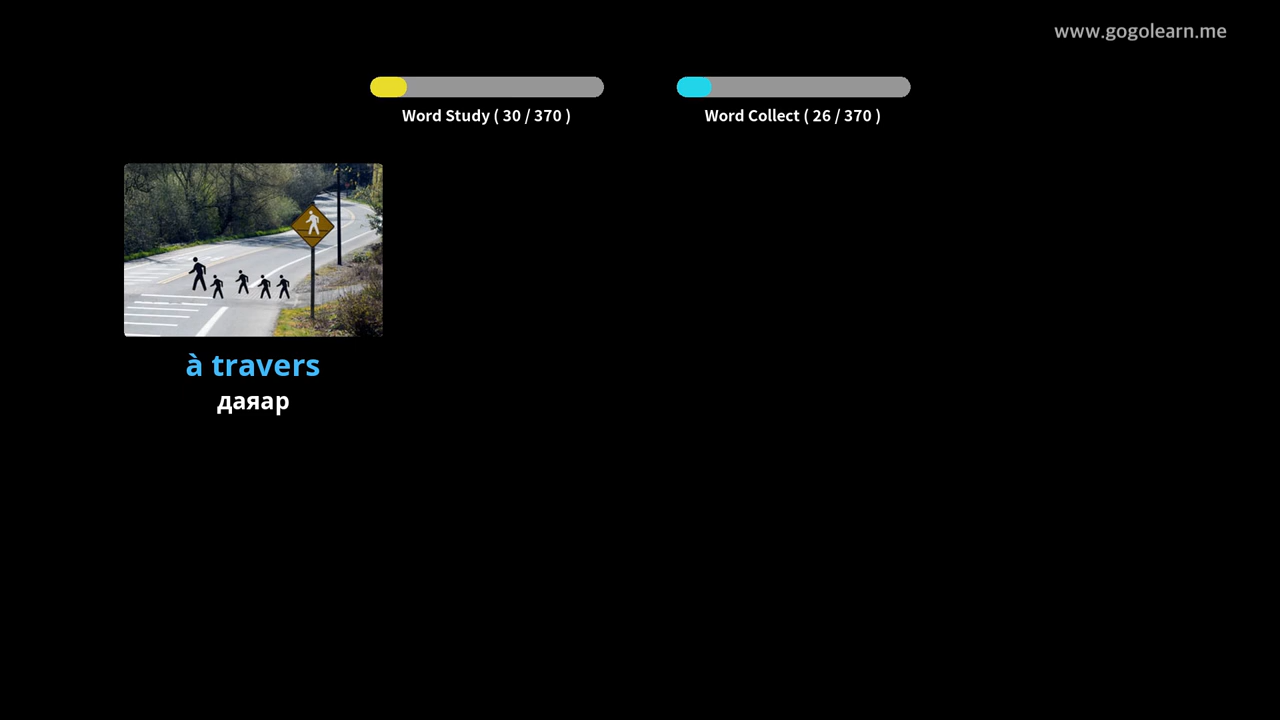 www.gogolearn.me
Word Study ( 30 / 370 )
Word Collect ( 26 / 370 )
à travers
даяар